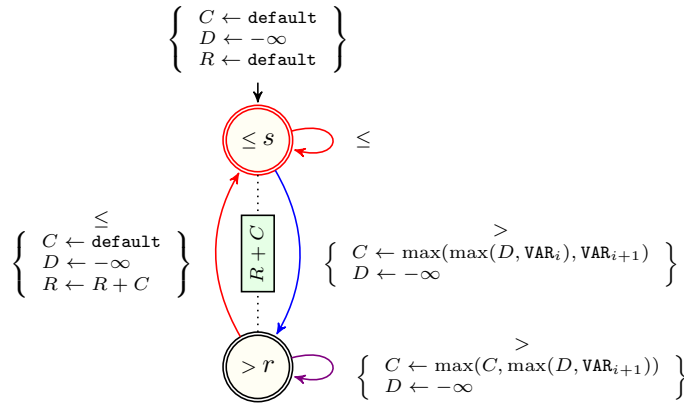 C ← default
D ← −∞
R ← default
≤ s
≤
R + C
≤
C ← default
D ← −∞
R ← R + C
>
C ← max(max(D, VAR_i), VAR_{i+1})
D ← −∞
> r
>
C ← max(C, max(D, VAR_{i+1}))
D ← −∞